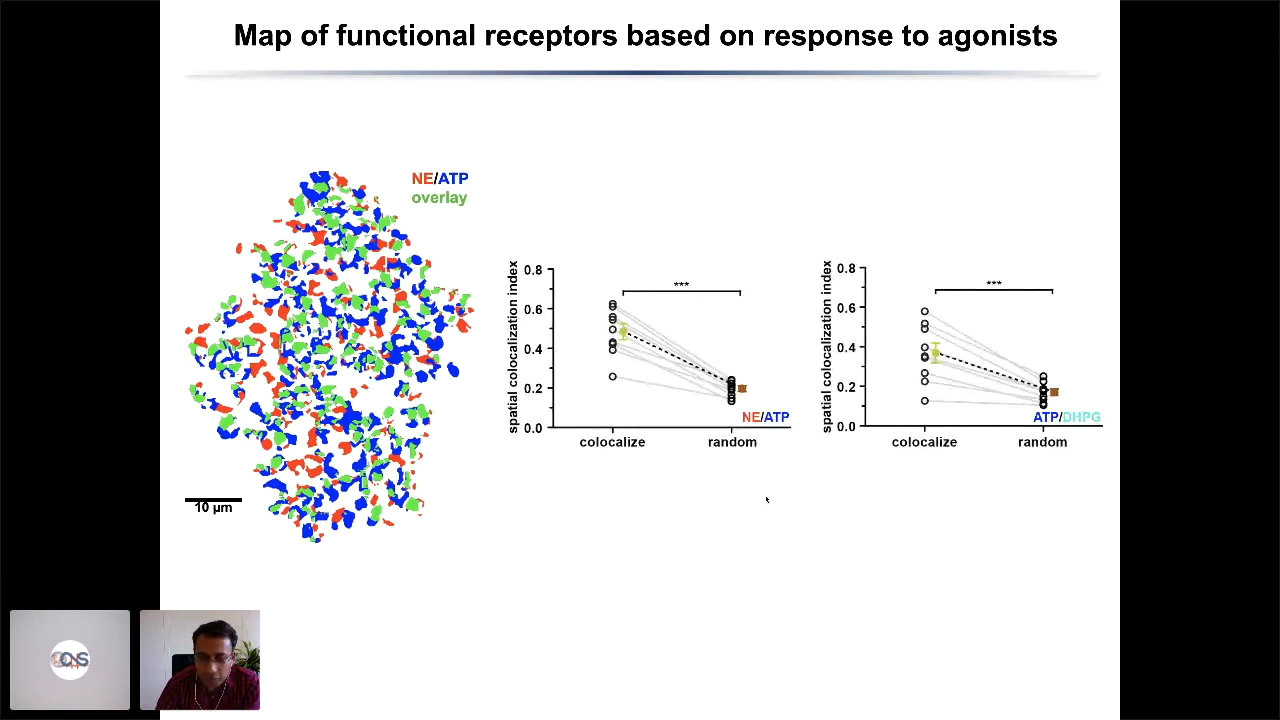 Map of functional receptors based on response to agonists
NE/ATP
overlay
10 µm
spatial colocalization index
0.8
0.6
0.4
0.2
0.0
***
colocalize
random
NE/ATP
spatial colocalization index
0.8
0.6
0.4
0.2
0.0
***
colocalize
random
ATP/DHPG